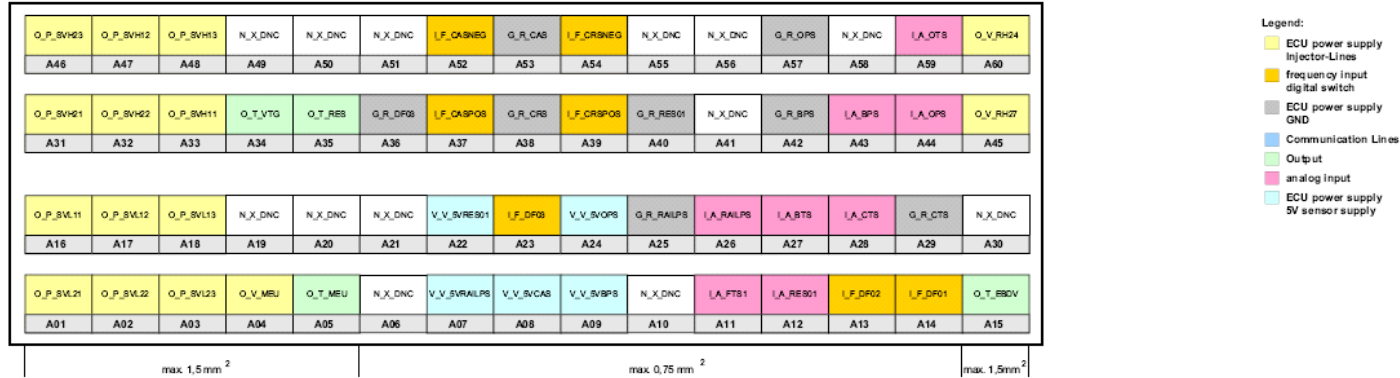 O_P_SVH23 O_P_SVH12 O_P_SVH13 N_X_DNC N_X_DNC N_X_DNC I_F_CASNEG G_R_CAS I_F_CRSNEG N_X_DNC N_X_DNC G_R_OPS N_X_DNC I_A_OTS O_V_RH24
A46 A47 A48 A49 A50 A51 A52 A53 A54 A55 A56 A57 A58 A59 A60
O_P_SVH21 O_P_SVH22 O_P_SVH11 O_T_VTG O_T_RES G_R_DF03 I_F_CASPOS G_R_CRS I_F_CRSPOS G_R_RES01 N_X_DNC G_R_BPS I_A_BPS I_A_OPS O_V_RH27
A31 A32 A33 A34 A35 A36 A37 A38 A39 A40 A41 A42 A43 A44 A45
O_P_SVL11 O_P_SVL12 O_P_SVL13 N_X_DNC N_X_DNC N_X_DNC V_V_5VRES01 I_F_DF03 V_V_5VOPS G_R_RAILPS I_A_RAILPS I_A_BTS I_A_CTS G_R_CTS N_X_DNC
A16 A17 A18 A19 A20 A21 A22 A23 A24 A25 A26 A27 A28 A29 A30
O_P_SVL21 O_P_SVL22 O_P_SVL23 O_V_MEU O_T_MEU N_X_DNC V_V_5VRAILPS V_V_5VCAS V_V_5VBPS N_X_DNC I_A_FTS1 I_A_RES01 I_F_DF02 I_F_DF01 O_T_EBDV
A01 A02 A03 A04 A05 A06 A07 A08 A09 A10 A11 A12 A13 A14 A15
max. 1,5 mm 2 max. 0,75 mm 2 max. 1,5mm2
Legend:
ECU power supply
Injector-Lines
frequency input
digital switch
ECU power supply
GND
Communication Lines
Output
analog input
ECU power supply
5V sensor supply